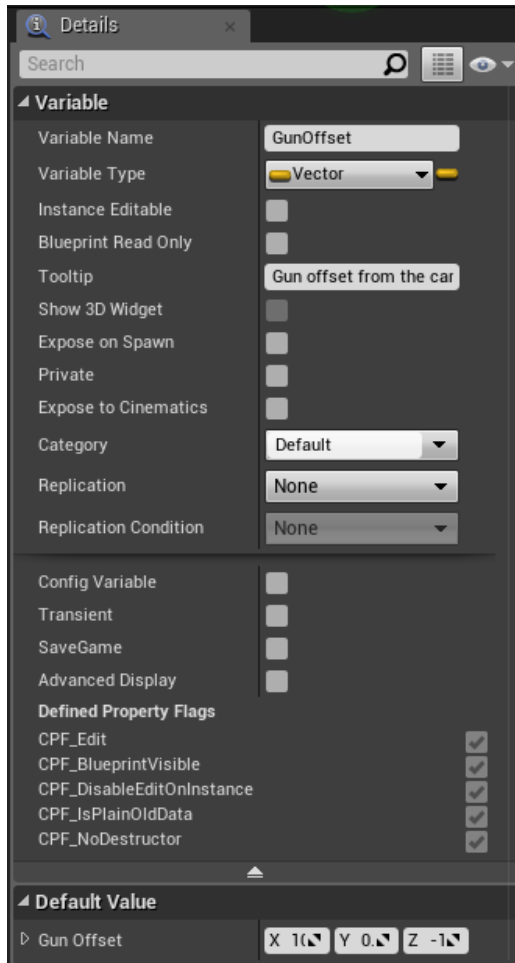 Details
Search
Variable
Variable Name GunOffset
Variable Type Vector
Instance Editable
Blueprint Read Only
Tooltip Gun offset from the car
Show 3D Widget
Expose on Spawn
Private
Expose to Cinematics
Category Default
Replication None
Replication Condition None
Config Variable
Transient
SaveGame
Advanced Display
Defined Property Flags
CPF_Edit
CPF_BlueprintVisible
CPF_DisableEditOnInstance
CPF_IsPlainOldData
CPF_NoDestructor
Default Value
Gun Offset X Y 0. Z -1